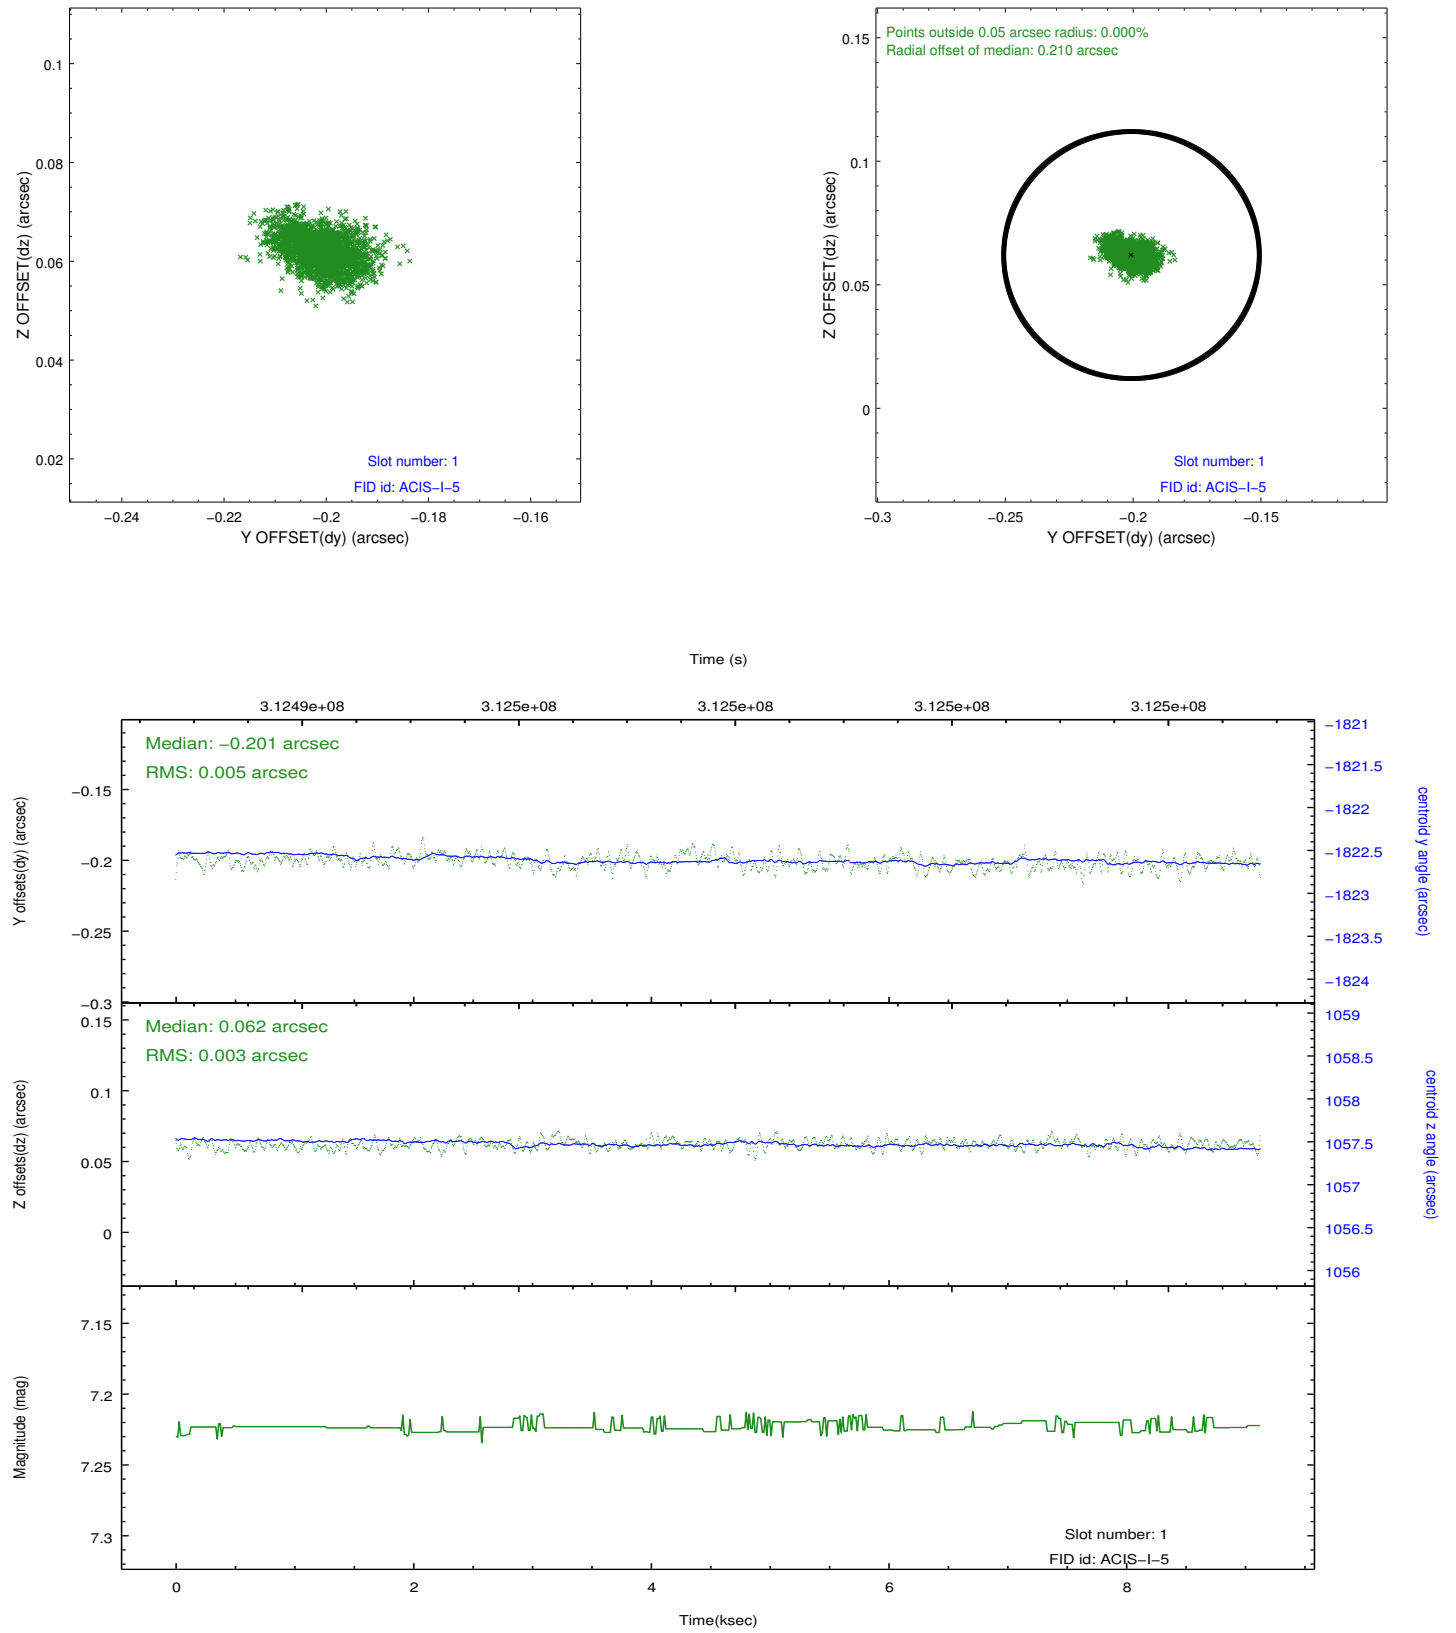 0.1
0.08
0.06
0.04
0.02
Z OFFSET(dz) (arcsec)
Slot number: 1
FID id: ACIS−I−5
−0.24 −0.22 −0.2 −0.18 −0.16
Y OFFSET(dy) (arcsec)
Points outside 0.05 arcsec radius: 0.000%
Radial offset of median: 0.210 arcsec
0.15
0.1
0.05
0
Z OFFSET(dz) (arcsec)
Slot number: 1
FID id: ACIS−I−5
−0.3 −0.25 −0.2 −0.15
Y OFFSET(dy) (arcsec)
Time (s)
3.1249e+08 3.125e+08 3.125e+08 3.125e+08 3.125e+08
Median: −0.201 arcsec
RMS: 0.005 arcsec
−0.15
−0.2
−0.25
−0.3
Y offsets(dy) (arcsec)
−1821
−1821.5
−1822
−1822.5
−1823
−1823.5
−1824
centroid y angle (arcsec)
Median: 0.062 arcsec
RMS: 0.003 arcsec
0.15
0.1
0.05
0
Z offsets(dz) (arcsec)
1059
1058.5
1058
1057.5
1057
1056.5
1056
centroid z angle (arcsec)
7.15
7.2
7.25
7.3
Magnitude (mag)
Slot number: 1
FID id: ACIS−I−5
0 2 4 6 8
Time(ksec)